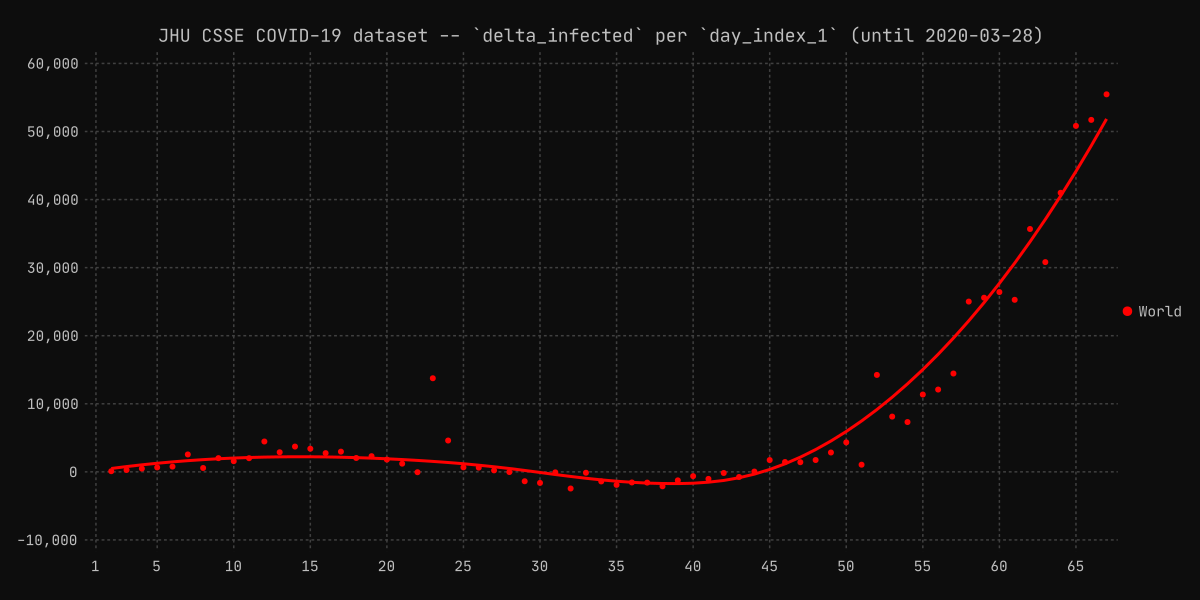 JHU CSSE COVID-19 dataset -- `delta_infected` per `day_index_1` (until 2020-03-28)
60,000
50,000
40,000
30,000
20,000
10,000
0
-10,000
1 5 10 15 20 25 30 35 40 45 50 55 60 65
World